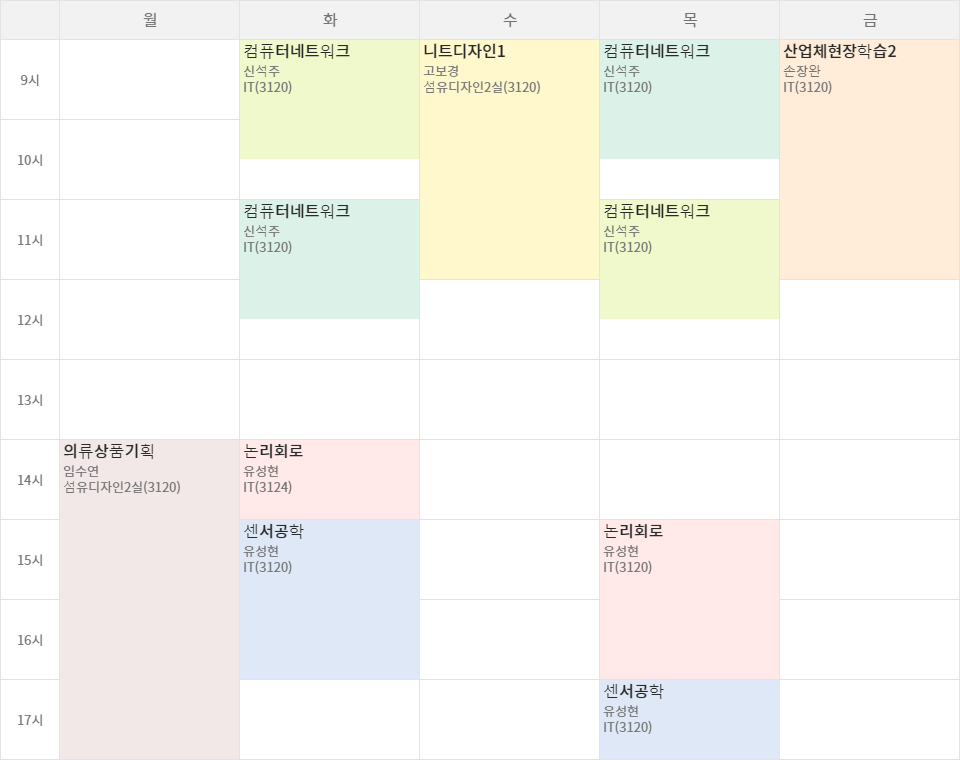 월
화
수
목
금
9시
컴퓨터네트워크
신석주
IT(3120)
니트디자인1
고보경
섬유디자인2실(3120)
컴퓨터네트워크
신석주
IT(3120)
산업체현장학습2
손장완
IT(3120)
10시
11시
컴퓨터네트워크
신석주
IT(3120)
컴퓨터네트워크
신석주
IT(3120)
12시
13시
14시
의류상품기획
임수연
섬유디자인2실(3120)
논리회로
유성현
IT(3124)
15시
센서공학
유성현
IT(3120)
논리회로
유성현
IT(3120)
16시
17시
센서공학
유성현
IT(3120)